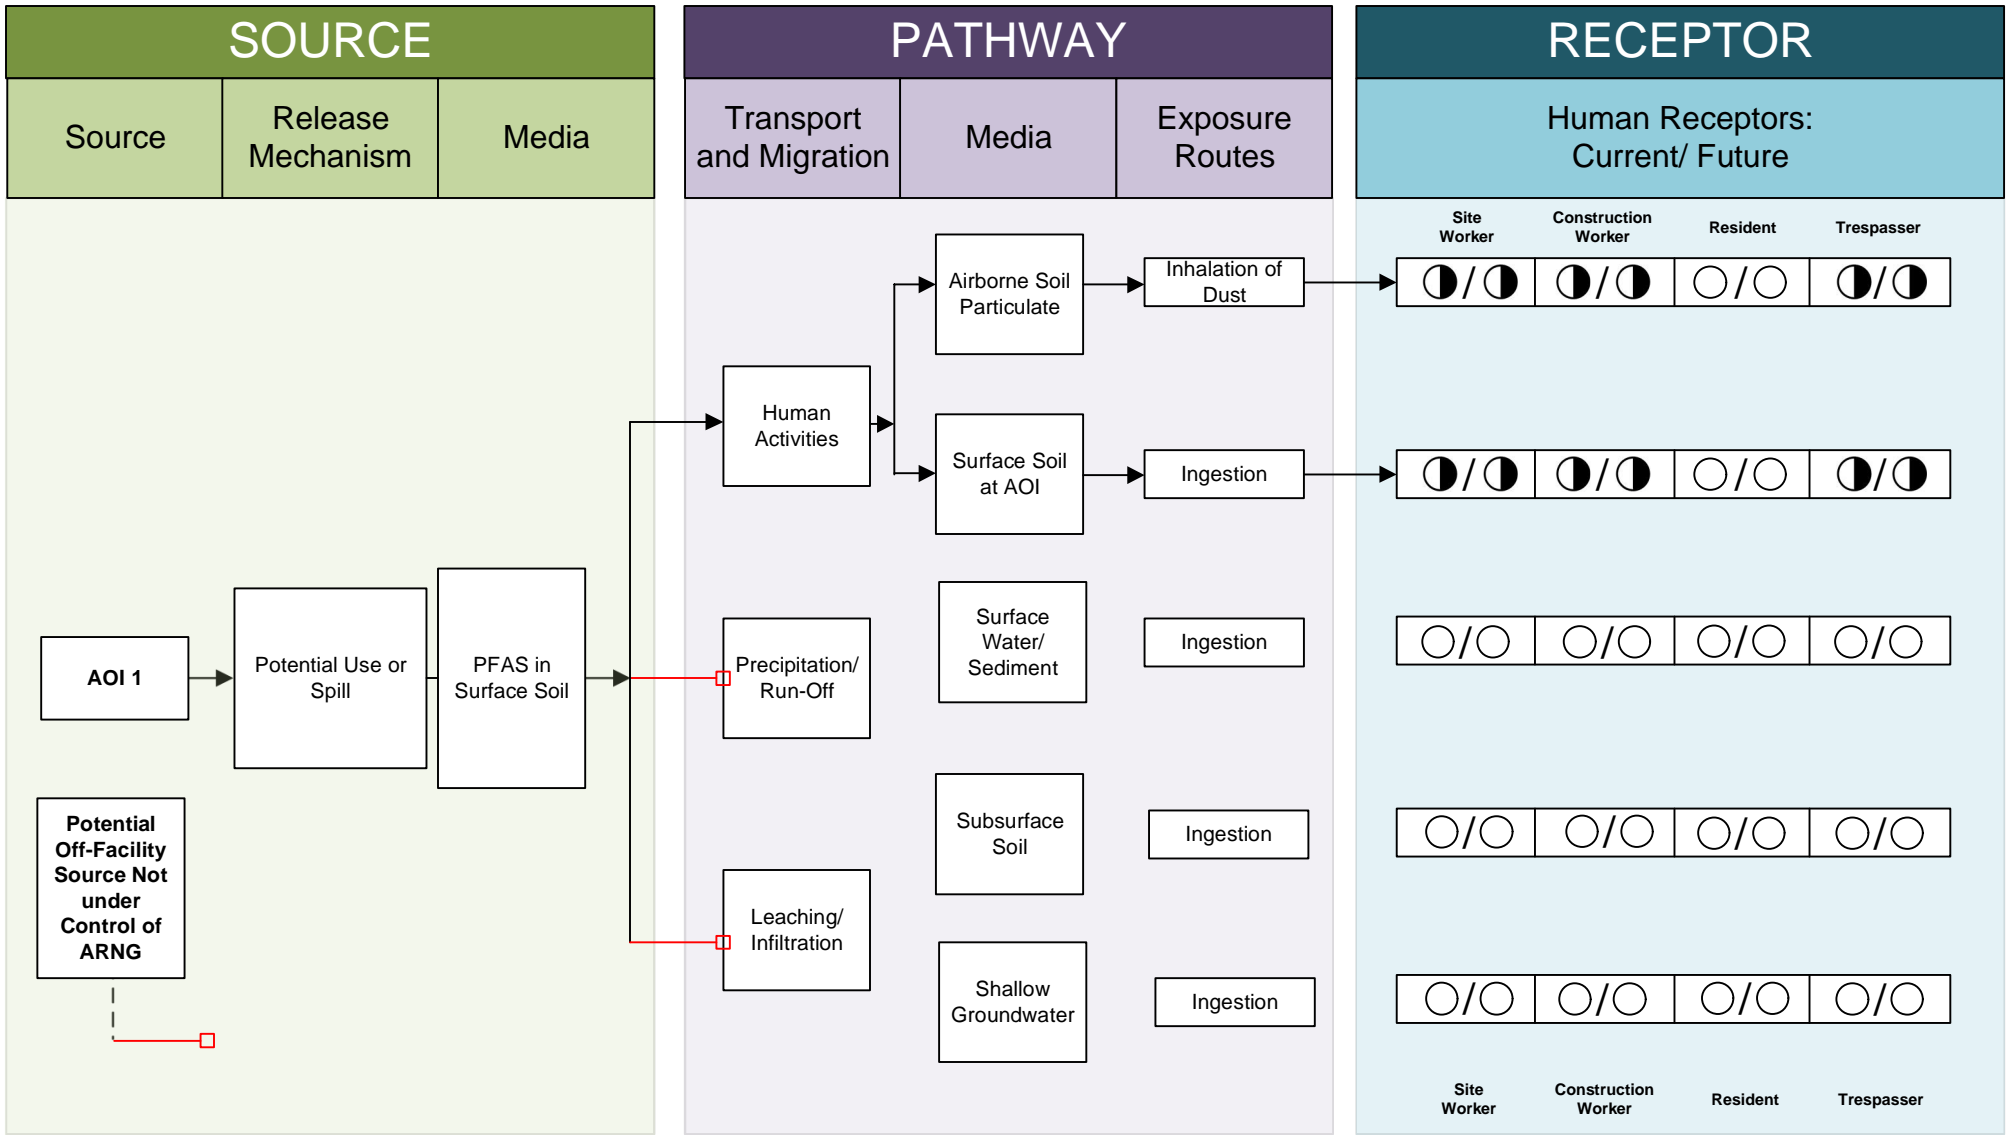 SOURCE
PATHWAY
RECEPTOR
Source
Release
Mechanism
Media
Transport
and Migration
Media
Exposure
Routes
Human Receptors:
Current/ Future
Site
Worker
Construction
Worker
Resident
Trespasser
Airborne Soil
Particulate
Inhalation of
Dust
/
/
/
/
Human
Activities
Surface Soil
at AOI
Ingestion
/
/
/
/
AOI 1
Potential Use or
Spill
PFAS in
Surface Soil
Precipitation/
Run-Off
Surface
Water/
Sediment
Ingestion
/
/
/
/
Potential
Off-Facility
Source Not
under
Control of
ARNG
Leaching/
Infiltration
Subsurface
Soil
Ingestion
/
/
/
/
Shallow
Groundwater
Ingestion
/
/
/
/
Site
Worker
Construction
Worker
Resident
Trespasser